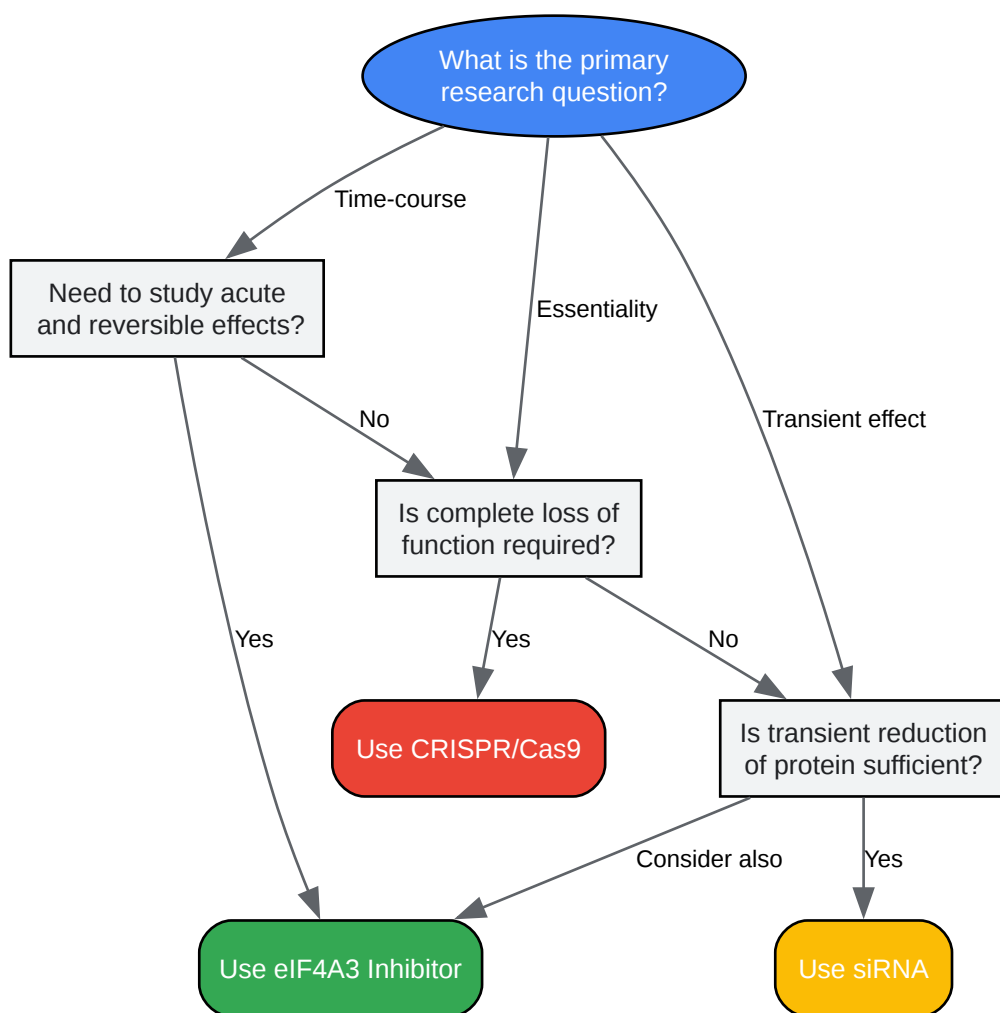 What is the primary
research question?
Time-course
Need to study acute
and reversible effects?
Essentiality
Transient effect
No
Is complete loss of
function required?
Yes
Yes
No
Use CRISPR/Cas9
Is transient reduction
of protein sufficient?
Consider also
Yes
Use eIF4A3 Inhibitor
Use siRNA